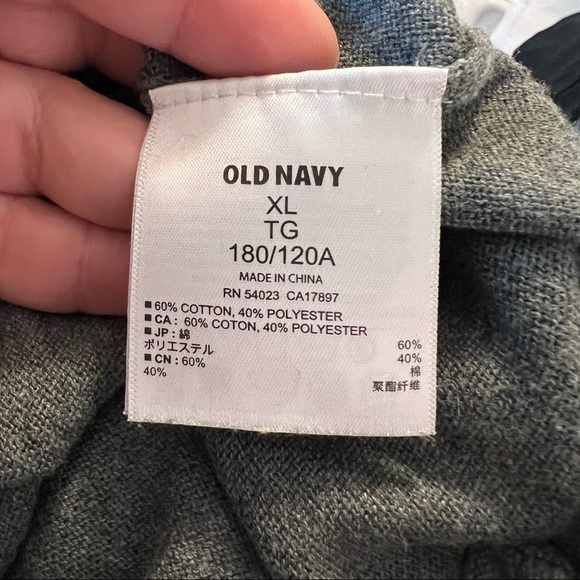 OLD NAVY
XL
TG
180/120A
MADE IN CHINA
RN 54023 CA17897
■ 60% COTTON, 40% POLYESTER
■ CA : 60% COTON, 40% POLYESTER
■ JP : 綿 60%
ポリエステル 40%
■ CN : 60% 棉
40% 聚酯纤维